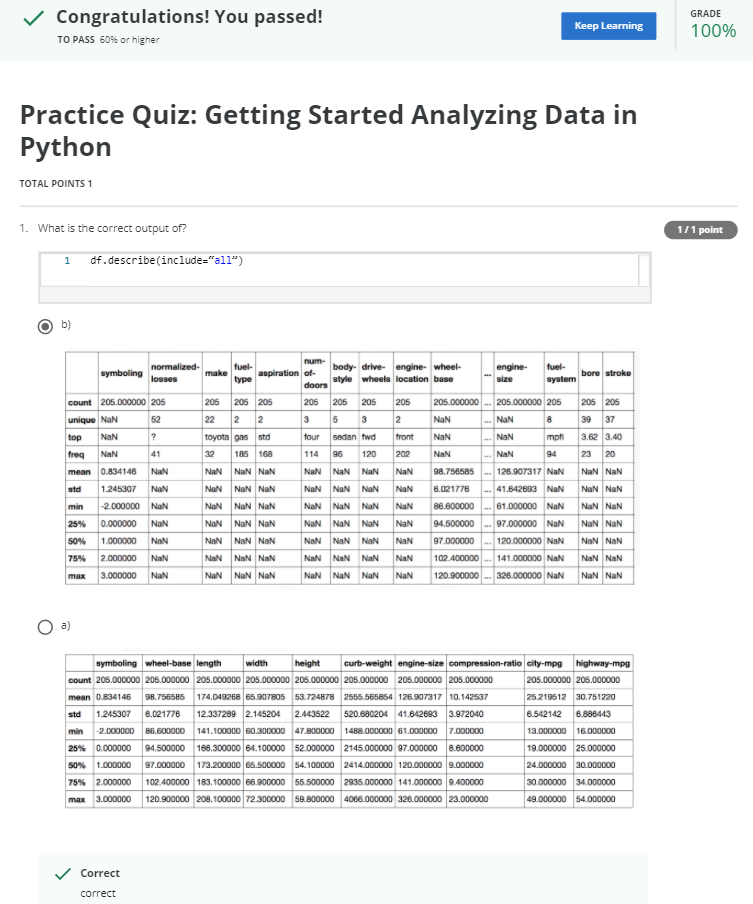 Congratulations! You passed!
TO PASS 60% or higher
Keep Learning
GRADE
100%
Practice Quiz: Getting Started Analyzing Data in
Python
TOTAL POINTS 1
1. What is the correct output of?
1 / 1 point
1 df.describe(include="all")
b)
symboling normalized-losses make fuel-type aspiration num-of-doors body-style drive-wheels engine-location wheel-base ... engine-size fuel-system bore stroke
count 205.000000 205 205 205 205 205 205 205 205 205.000000 ... 205.000000 205 205 205
unique NaN 52 22 2 2 3 5 3 2 NaN ... NaN 8 39 37
top NaN ? toyota gas std four sedan fwd front NaN ... NaN mpfi 3.62 3.40
freq NaN 41 32 185 168 114 96 120 202 NaN ... NaN 94 23 20
mean 0.834146 NaN NaN NaN NaN NaN NaN NaN NaN 98.756585 ... 126.907317 NaN NaN NaN
std 1.245307 NaN NaN NaN NaN NaN NaN NaN NaN 6.021776 ... 41.642693 NaN NaN NaN
min -2.000000 NaN NaN NaN NaN NaN NaN NaN NaN 86.600000 ... 61.000000 NaN NaN NaN
25% 0.000000 NaN NaN NaN NaN NaN NaN NaN NaN 94.500000 ... 97.000000 NaN NaN NaN
50% 1.000000 NaN NaN NaN NaN NaN NaN NaN NaN 97.000000 ... 120.000000 NaN NaN NaN
75% 2.000000 NaN NaN NaN NaN NaN NaN NaN NaN 102.400000 ... 141.000000 NaN NaN NaN
max 3.000000 NaN NaN NaN NaN NaN NaN NaN NaN 120.900000 ... 326.000000 NaN NaN NaN
a)
symboling wheel-base length width height curb-weight engine-size compression-ratio city-mpg highway-mpg
count 205.000000 205.000000 205.000000 205.000000 205.000000 205.000000 205.000000 205.000000 205.000000 205.000000
mean 0.834146 98.756585 174.049268 65.907805 53.724878 2555.565854 126.907317 10.142537 25.219512 30.751220
std 1.245307 6.021776 12.337289 2.145204 2.443522 520.680204 41.642693 3.972040 6.542142 6.886443
min -2.000000 86.600000 141.100000 60.300000 47.800000 1488.000000 61.000000 7.000000 13.000000 16.000000
25% 0.000000 94.500000 166.300000 64.100000 52.000000 2145.000000 97.000000 8.600000 19.000000 25.000000
50% 1.000000 97.000000 173.200000 65.500000 54.100000 2414.000000 120.000000 9.000000 24.000000 30.000000
75% 2.000000 102.400000 183.100000 66.900000 55.500000 2935.000000 141.000000 9.400000 30.000000 34.000000
max 3.000000 120.900000 208.100000 72.300000 59.800000 4066.000000 326.000000 23.000000 49.000000 54.000000
Correct
correct